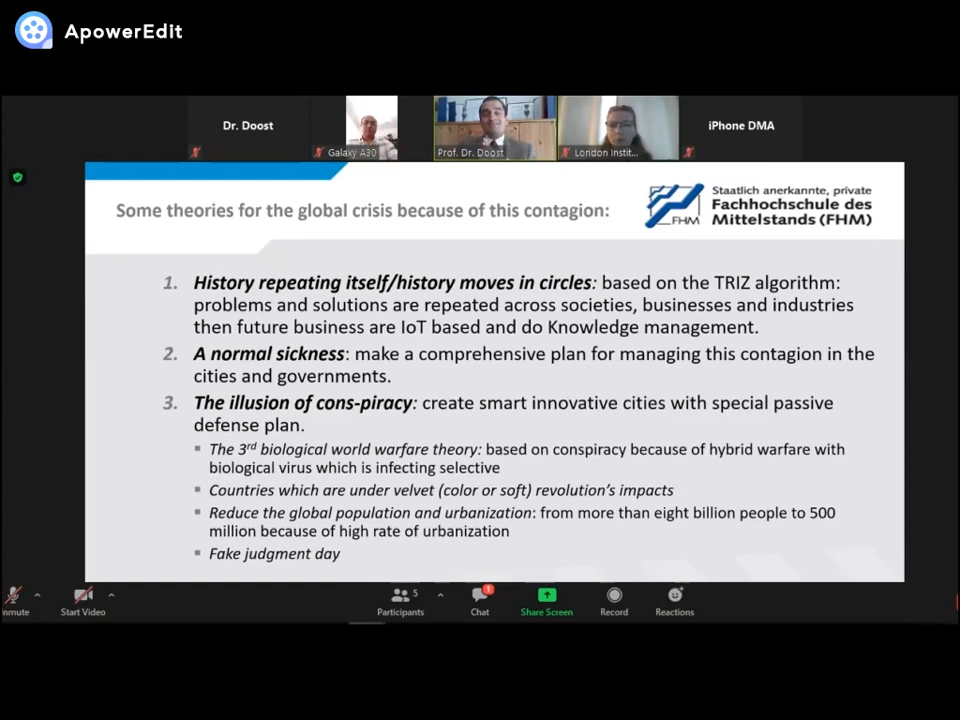 ApowerEdit
Dr. Doost
iPhone DMA
Galaxy A30
Prof. Dr. Doost
London Instit...
Some theories for the global crisis because of this contagion:
FHM
Staatlich anerkannte, private
Fachhochschule des
Mittelstands (FHM)
1. History repeating itself/history moves in circles: based on the TRIZ algorithm:
problems and solutions are repeated across societies, businesses and industries
then future business are IoT based and do Knowledge management.
2. A normal sickness: make a comprehensive plan for managing this contagion in the
cities and governments.
3. The illusion of cons-piracy: create smart innovative cities with special passive
defense plan.
▪ The 3rd biological world warfare theory: based on conspiracy because of hybrid warfare with
biological virus which is infecting selective
▪ Countries which are under velvet (color or soft) revolution's impacts
▪ Reduce the global population and urbanization: from more than eight billion people to 500
million because of high rate of urbanization
▪ Fake judgment day
nmute
Start Video
Participants
5
Chat
1
Share Screen
Record
Reactions